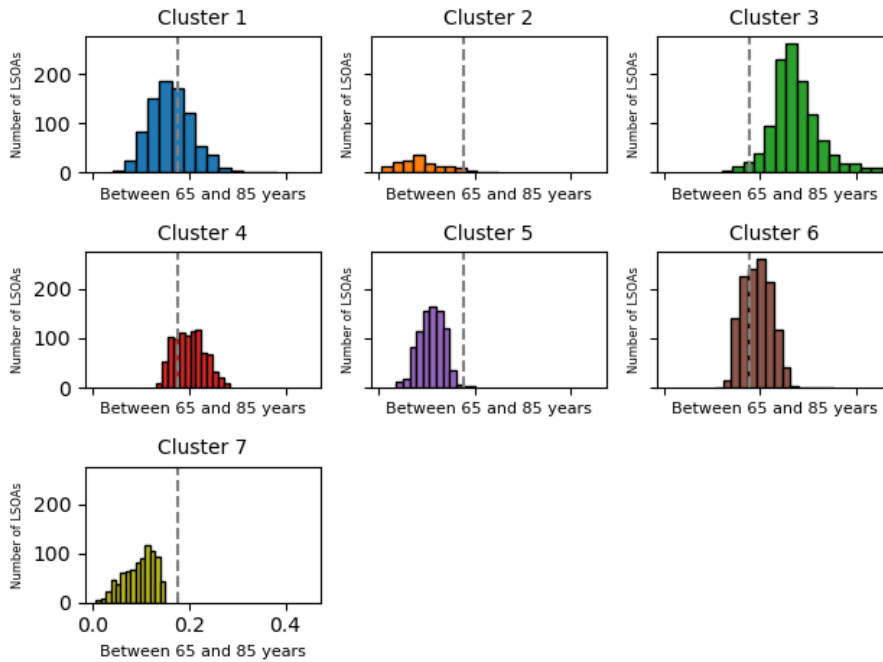 Cluster 1
Cluster 2
Cluster 3
Number of LSOAs
200
100
0
Between 65 and 85 years
Number of LSOAs
Between 65 and 85 years
Number of LSOAs
Between 65 and 85 years
Cluster 4
Cluster 5
Cluster 6
Number of LSOAs
200
100
0
Between 65 and 85 years
Number of LSOAs
Between 65 and 85 years
Number of LSOAs
Between 65 and 85 years
Cluster 7
Number of LSOAs
200
100
0
0.0
0.2
0.4
Between 65 and 85 years